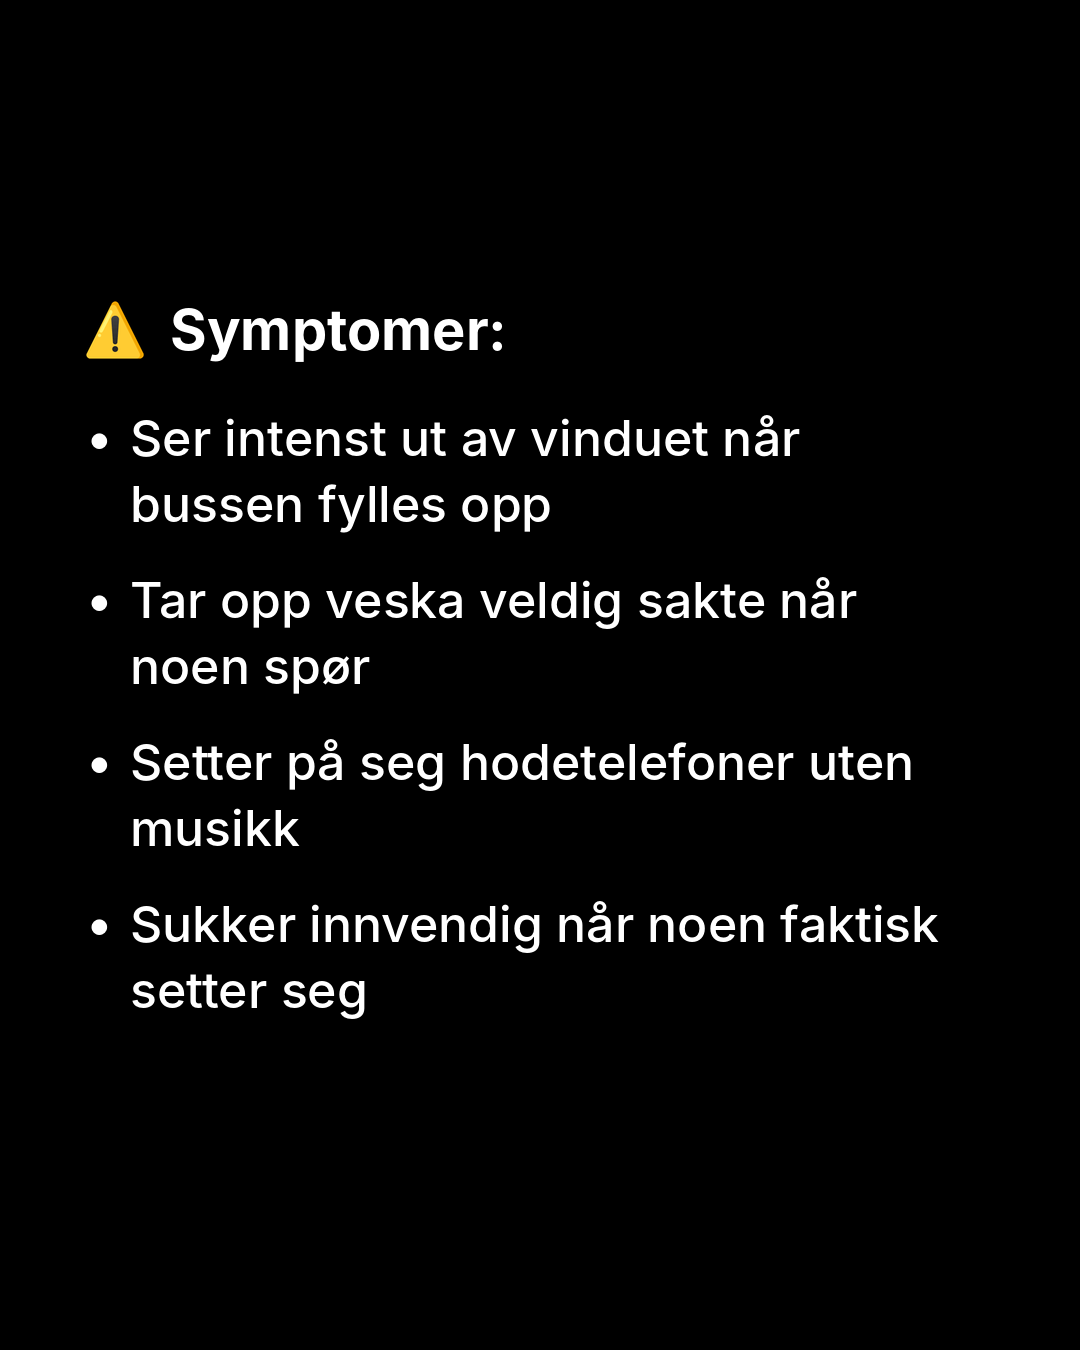 ⚠️ Symptomer:
• Ser intenst ut av vinduet når
bussen fylles opp
• Tar opp veska veldig sakte når
noen spør
• Setter på seg hodetelefoner uten
musikk
• Sukker innvendig når noen faktisk
setter seg